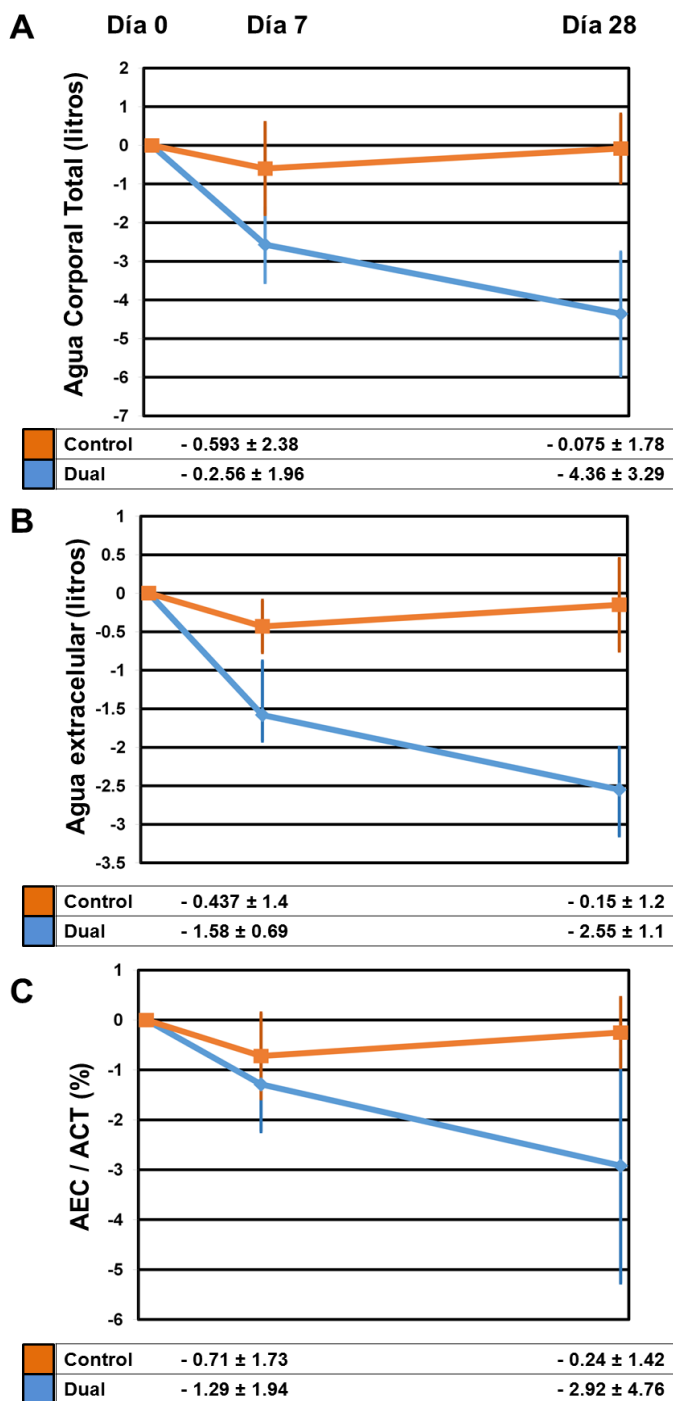 A Día 0 Día 7 Día 28
Agua Corporal Total (litros)
2
1
0
-1
-2
-3
-4
-5
-6
-7
Control - 0.593 ± 2.38 - 0.075 ± 1.78
Dual - 0.2.56 ± 1.96 - 4.36 ± 3.29
B
Agua extracelular (litros)
1
0.5
0
-0.5
-1
-1.5
-2
-2.5
-3
-3.5
Control - 0.437 ± 1.4 - 0.15 ± 1.2
Dual - 1.58 ± 0.69 - 2.55 ± 1.1
C
AEC / ACT (%)
1
0
-1
-2
-3
-4
-5
-6
Control - 0.71 ± 1.73 - 0.24 ± 1.42
Dual - 1.29 ± 1.94 - 2.92 ± 4.76